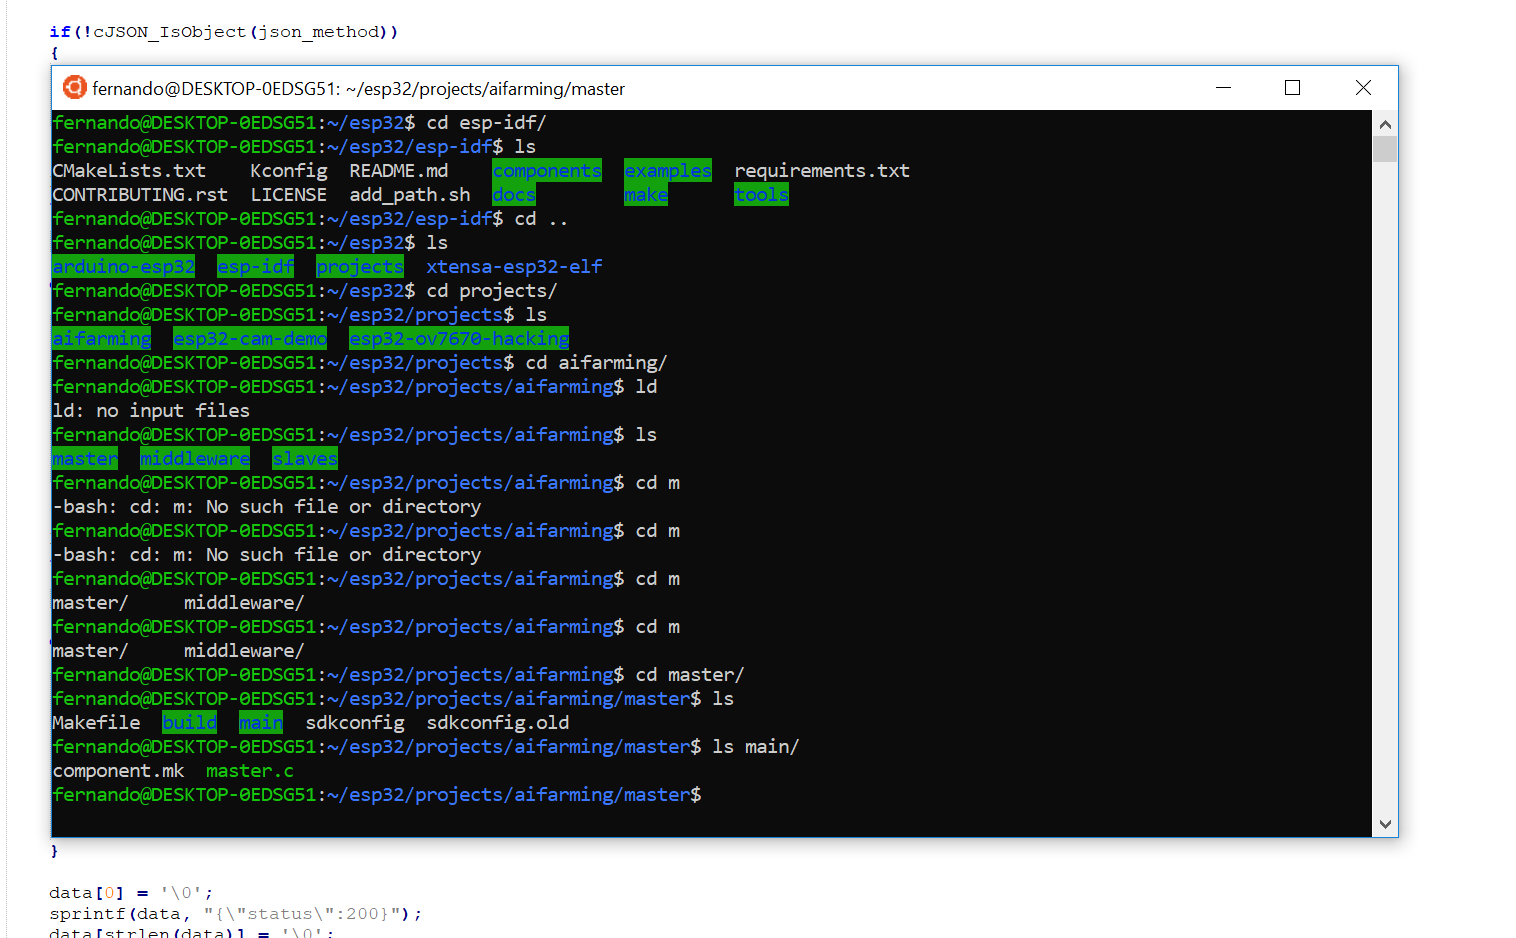 if(!cJSON_IsObject(json_method))
{
fernando@DESKTOP-0EDSG51: ~/esp32/projects/aifarming/master
fernando@DESKTOP-0EDSG51:~/esp32$ cd esp-idf/
fernando@DESKTOP-0EDSG51:~/esp32/esp-idf$ ls
CMakeLists.txt    Kconfig  README.md    components  examples  requirements.txt
CONTRIBUTING.rst  LICENSE  add_path.sh  docs        make      tools
fernando@DESKTOP-0EDSG51:~/esp32/esp-idf$ cd ..
fernando@DESKTOP-0EDSG51:~/esp32$ ls
arduino-esp32  esp-idf  projects  xtensa-esp32-elf
fernando@DESKTOP-0EDSG51:~/esp32$ cd projects/
fernando@DESKTOP-0EDSG51:~/esp32/projects$ ls
aifarming  esp32-cam-demo  esp32-ov7670-hacking
fernando@DESKTOP-0EDSG51:~/esp32/projects$ cd aifarming/
fernando@DESKTOP-0EDSG51:~/esp32/projects/aifarming$ ld
ld: no input files
fernando@DESKTOP-0EDSG51:~/esp32/projects/aifarming$ ls
master  middleware  slaves
fernando@DESKTOP-0EDSG51:~/esp32/projects/aifarming$ cd m
-bash: cd: m: No such file or directory
fernando@DESKTOP-0EDSG51:~/esp32/projects/aifarming$ cd m
-bash: cd: m: No such file or directory
fernando@DESKTOP-0EDSG51:~/esp32/projects/aifarming$ cd m
master/     middleware/
fernando@DESKTOP-0EDSG51:~/esp32/projects/aifarming$ cd m
master/     middleware/
fernando@DESKTOP-0EDSG51:~/esp32/projects/aifarming$ cd master/
fernando@DESKTOP-0EDSG51:~/esp32/projects/aifarming/master$ ls
Makefile  build  main  sdkconfig  sdkconfig.old
fernando@DESKTOP-0EDSG51:~/esp32/projects/aifarming/master$ ls main/
component.mk  master.c
fernando@DESKTOP-0EDSG51:~/esp32/projects/aifarming/master$
}
data[0] = '\0';
sprintf(data, "{\"status\":200}");
data[strlen(data)] = '\0';